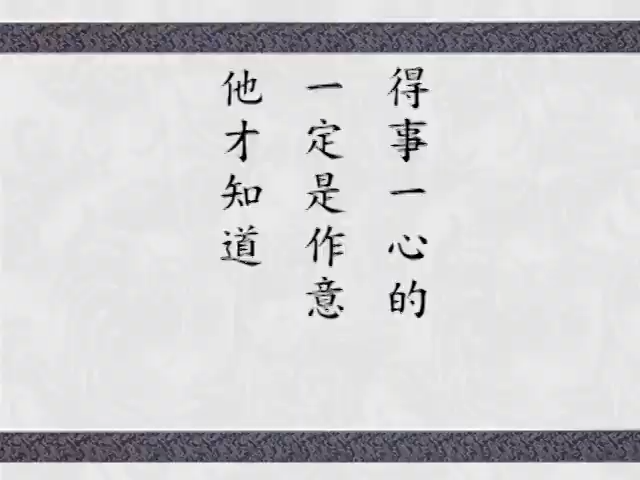 得事一心的
一定是作意
他才知道